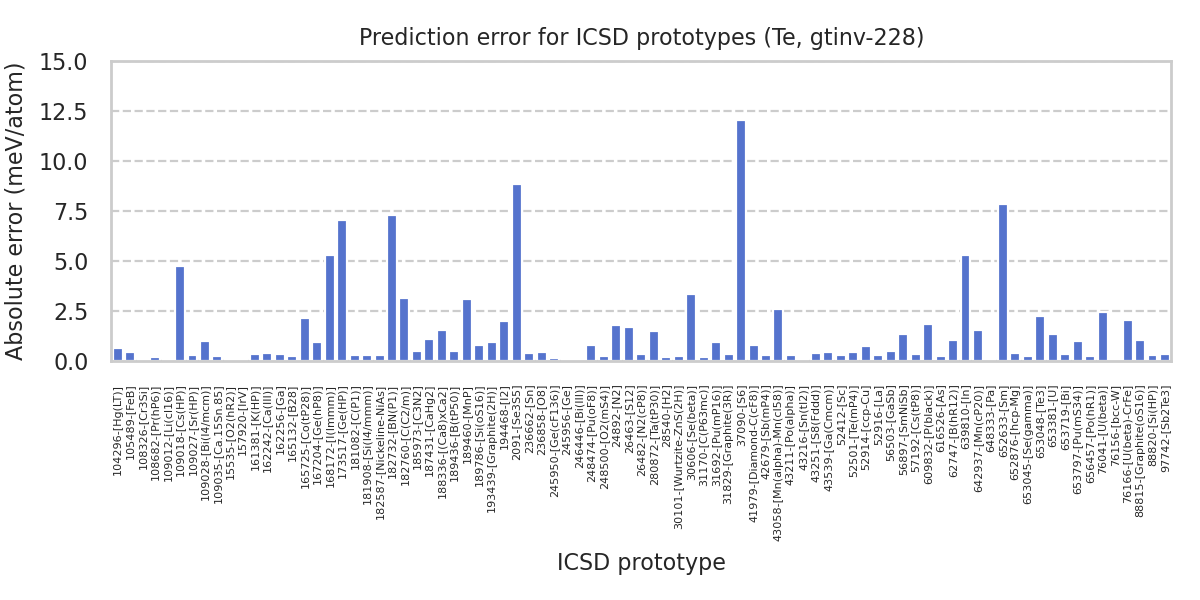 Prediction error for ICSD prototypes (Te, gtinv-228)
Absolute error (meV/atom)
15.0
12.5
10.0
7.5
5.0
2.5
0.0
104296-[Hg(LT)]
105489-[FeB]
108326-[Cr3Si]
108682-[Pr(hP6)]
109012-[Li(cI16)]
109018-[Cs(HP)]
109027-[Sr(HP)]
109028-[Bi(I4/mcm)]
109035-[Ca.15Sn.85]
15535-[O2(hR2)]
157920-[IrV]
161381-[K(HP)]
162242-[Ca(III)]
162256-[Ga]
165132-[B28]
165725-[Co(tP28)]
167204-[Ge(hP8)]
168172-[I(Immm)]
173517-[Ge(HP)]
181082-[C(P1)]
181908-[Si(I4/mmm)]
182587-[Nickeline-NiAs]
182732-[BN(P1)]
182760-[C(C2/m)]
185973-[C3N2]
187431-[CaHg2]
188336-[(Ca8)xCa2]
189436-[B(tP50)]
189460-[MnP]
189786-[Si(oS16)]
193439-[Graphite(2H)]
194468-[I2]
2091-[Se3S5]
236662-[Sn]
236858-[O8]
245950-[Ge(cF136)]
245956-[Ge]
246446-[Bi(III)]
248474-[Pu(oF8)]
248500-[O2(mS4)]
24892-[N2]
26463-[S12]
26482-[N2(cP8)]
280872-[Ta(tP30)]
28540-[H2]
30101-[Wurtzite-ZnS(2H)]
30606-[Se(beta)]
31170-[C(P63mc)]
31692-[Pu(mP16)]
31829-[Graphite(3R)]
37090-[S6]
41979-[Diamond-C(cF8)]
42679-[Sb(mP4)]
43058-[Mn(alpha)-Mn(cI58)]
43211-[Po(alpha)]
43216-[Sn(tI2)]
43251-[S8(Fddd)]
43539-[Ga(Cmcm)]
52412-[Sc]
52501-[Te(mP4)]
52914-[ccp-Cu]
52916-[La]
56503-[GaSb]
56897-[SmNiSb]
57192-[Cs(tP8)]
609832-[P(black)]
616526-[As]
62747-[B(hR12)]
639810-[In]
642937-[Mn(cP20)]
648333-[Pa]
652633-[Sm]
652876-[hcp-Mg]
653045-[Se(gamma)]
653048-[Te3]
653381-[U]
653719-[N]
653797-[Pu(mS34)]
656457-[Po(hR1)]
76041-[U(beta)]
76156-[bcc-W]
76166-[U(beta)-CrFe]
88815-[Graphite(oS16)]
88820-[Si(HP)]
97742-[Sb2Te3]
ICSD prototype